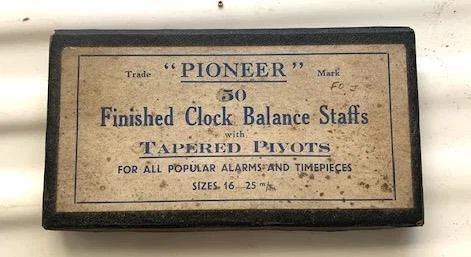 Trade "PIONEER" Mark
50
Finished Clock Balance Staffs
with
TAPERED PIVOTS
FOR ALL POPULAR ALARMS AND TIMEPIECES
SIZES 16 25 m/m